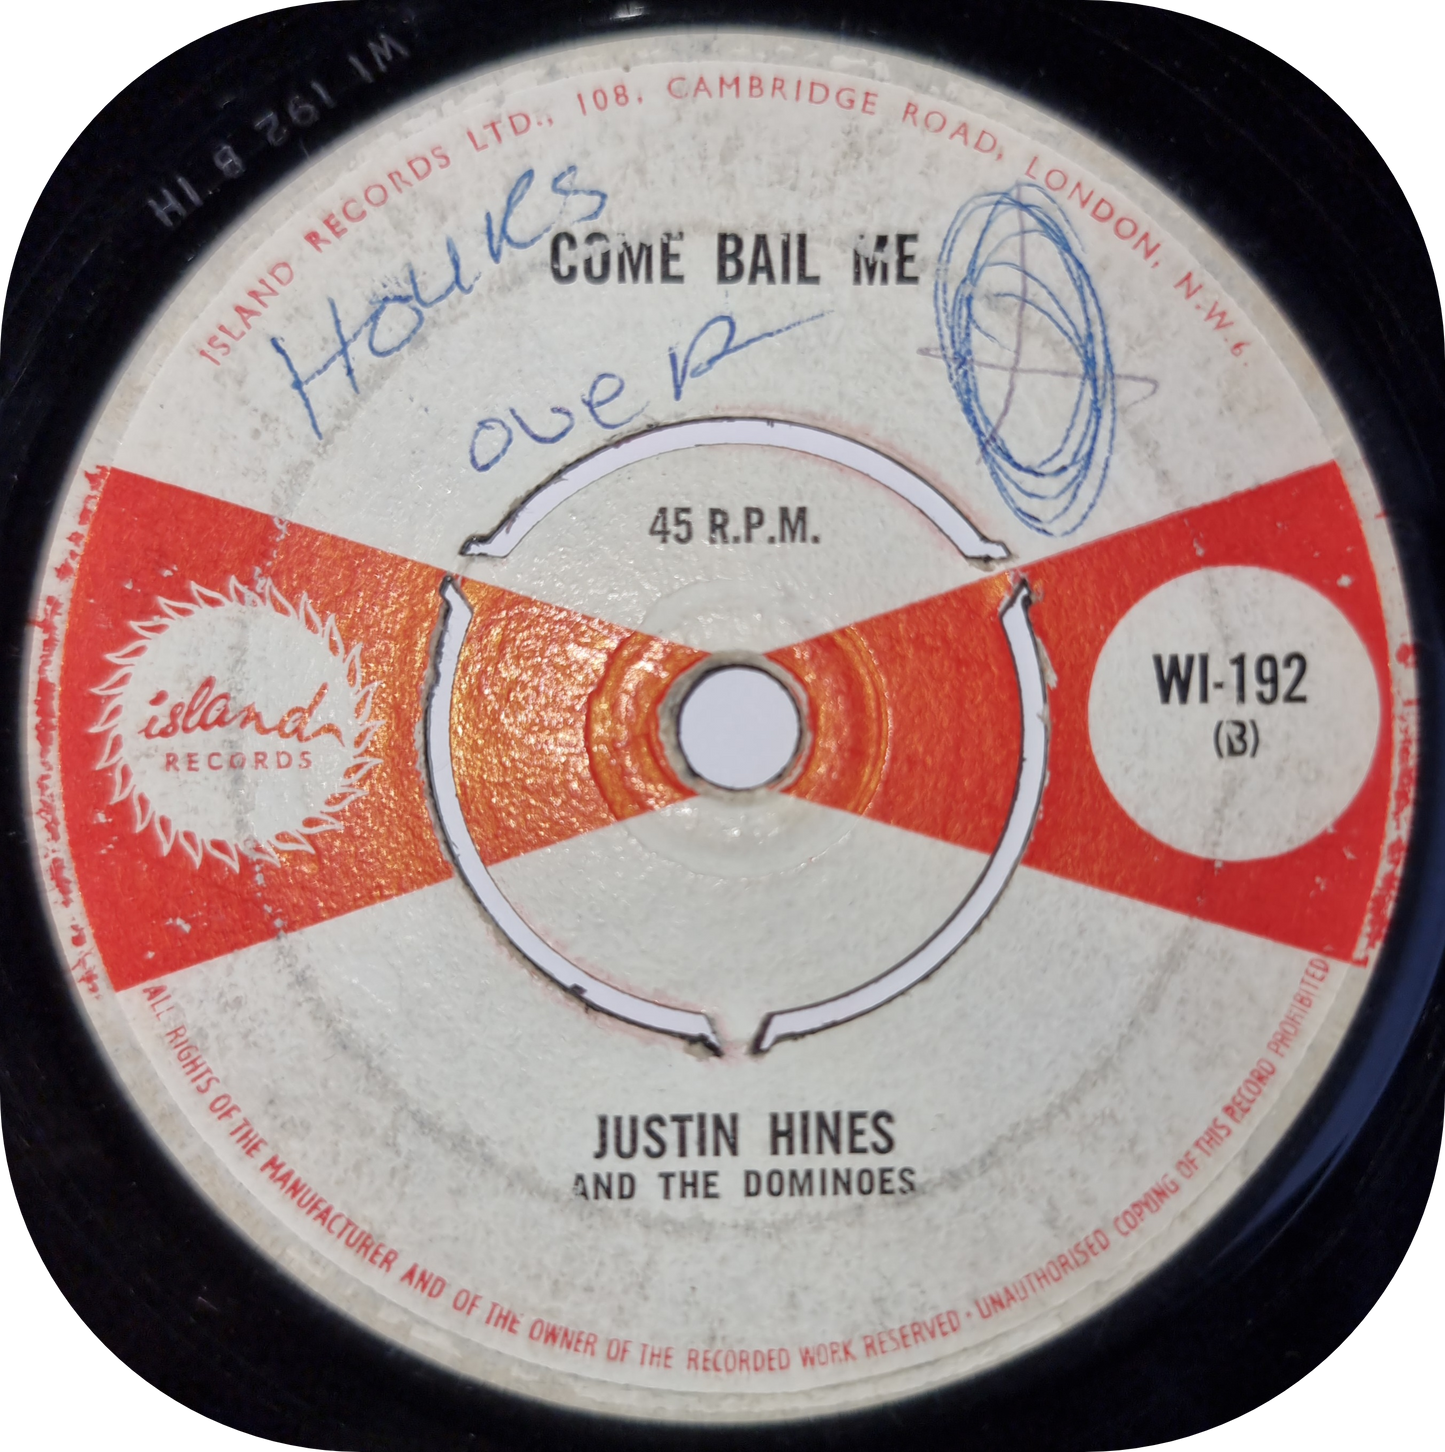 WI 192 B 1H
ISLAND RECORDS LTD., 108, CAMBRIDGE ROAD, LONDON, N.W.6.
HOURS
COME BAIL ME
OVER
45 R.P.M.
island
RECORDS
WI-192
(B)
JUSTIN HINES
AND THE DOMINOES
ALL RIGHTS OF THE MANUFACTURER AND OF THE OWNER OF THE RECORDED WORK RESERVED · UNAUTHORISED COPYING OF THIS RECORD PROHIBITED